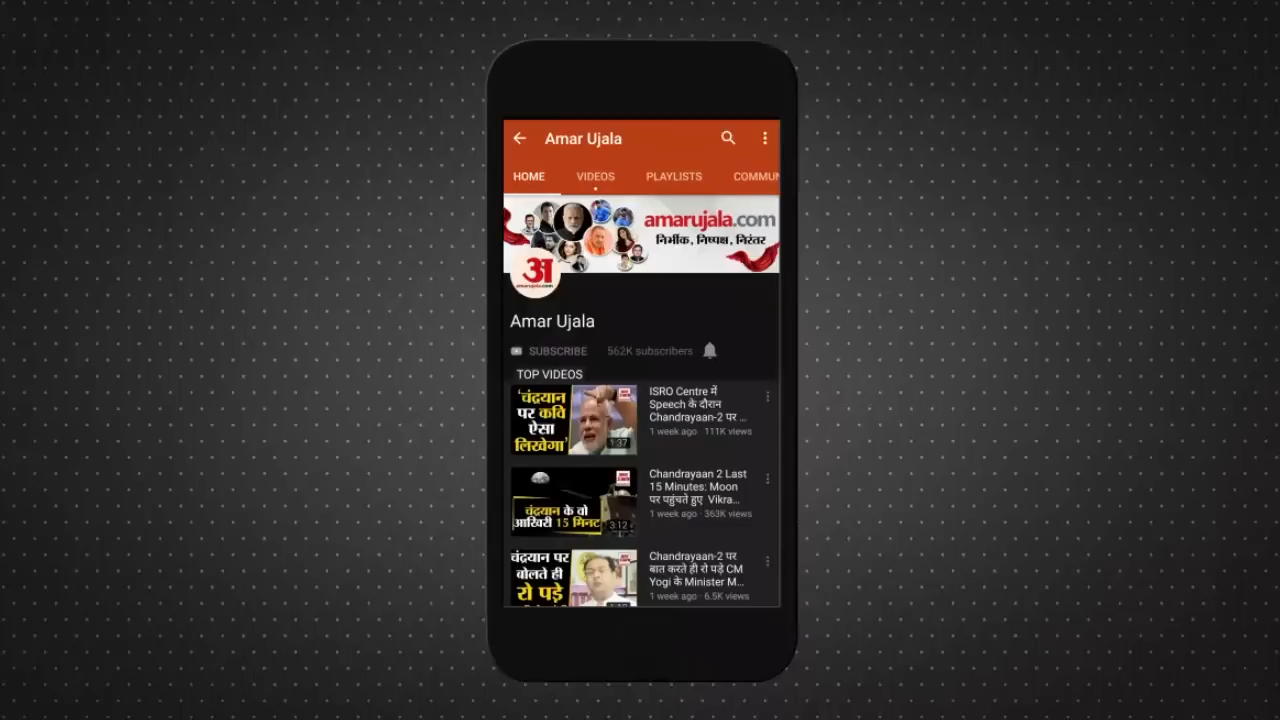 Amar Ujala
HOME VIDEOS PLAYLISTS COMMUN
amarujala.com
निर्भीक, निष्पक्ष, निरंतर
अ
amarujala.com
Amar Ujala
SUBSCRIBE 562K subscribers
TOP VIDEOS
'चंद्रयान
पर कवि
ऐसा
लिखेगा'
1:37
ISRO Centre में
Speech के दौरान
Chandrayaan-2 पर ...
1 week ago · 111K views
चंद्रयान के वो
आखिरी 15 मिनट
3:12
Chandrayaan 2 Last
15 Minutes: Moon
पर पहुंचते हुए Vikra...
1 week ago · 363K views
चंद्रयान पर
बोलते ही
रो पड़े
Chandrayaan-2 पर
बात करते ही रो पड़े CM
Yogi के Minister M...
1 week ago · 6.5K views